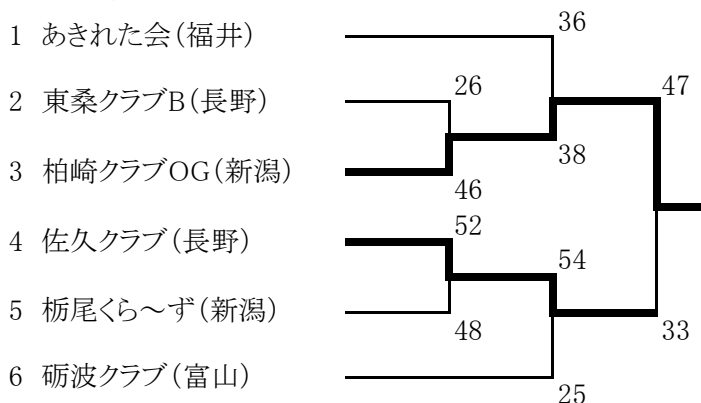 36
1 あきれた会(福井)
26
47
2 東桑クラブB(長野)
38
3 柏崎クラブOG(新潟)
46
52
4 佐久クラブ(長野)
54
5 栃尾くら～ず(新潟)
48
33
6 砺波クラブ(富山)
25